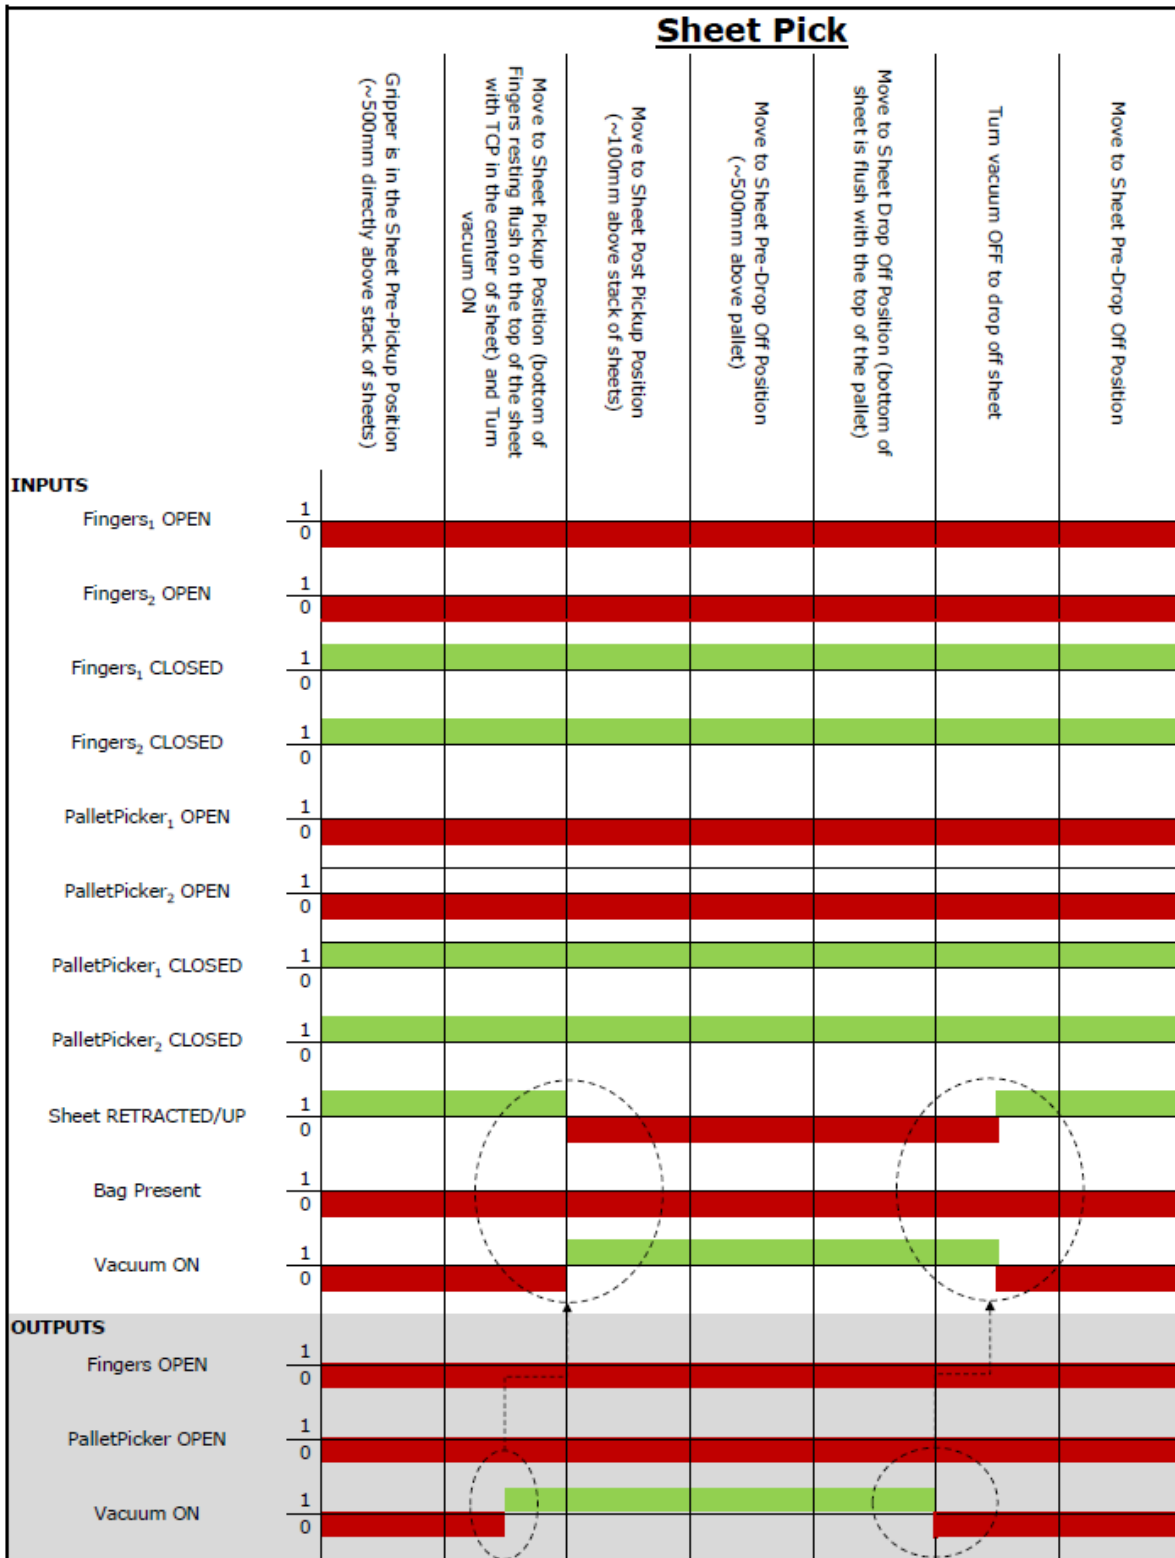 Sheet Pick
Gripper is in the Sheet Pre-Pickup Position
(~500mm directly above stack of sheets)
Move to Sheet Pickup Position (bottom of
Fingers resting flush on the top of the sheet
with TCP in the center of sheet) and Turn
vacuum ON
Move to Sheet Post Pickup Position
(~100mm above stack of sheets)
Move to Sheet Pre-Drop Off Position
(~500mm above pallet)
Move to Sheet Drop Off Position (bottom of
sheet is flush with the top of the pallet)
Turn vacuum OFF to drop off sheet
Move to Sheet Pre-Drop Off Position
INPUTS
Fingers₁ OPEN 1
0
Fingers₂ OPEN 1
0
Fingers₁ CLOSED 1
0
Fingers₂ CLOSED 1
0
PalletPicker₁ OPEN 1
0
PalletPicker₂ OPEN 1
0
PalletPicker₁ CLOSED 1
0
PalletPicker₂ CLOSED 1
0
Sheet RETRACTED/UP 1
0
Bag Present 1
0
Vacuum ON 1
0
OUTPUTS
Fingers OPEN 1
0
PalletPicker OPEN 1
0
Vacuum ON 1
0